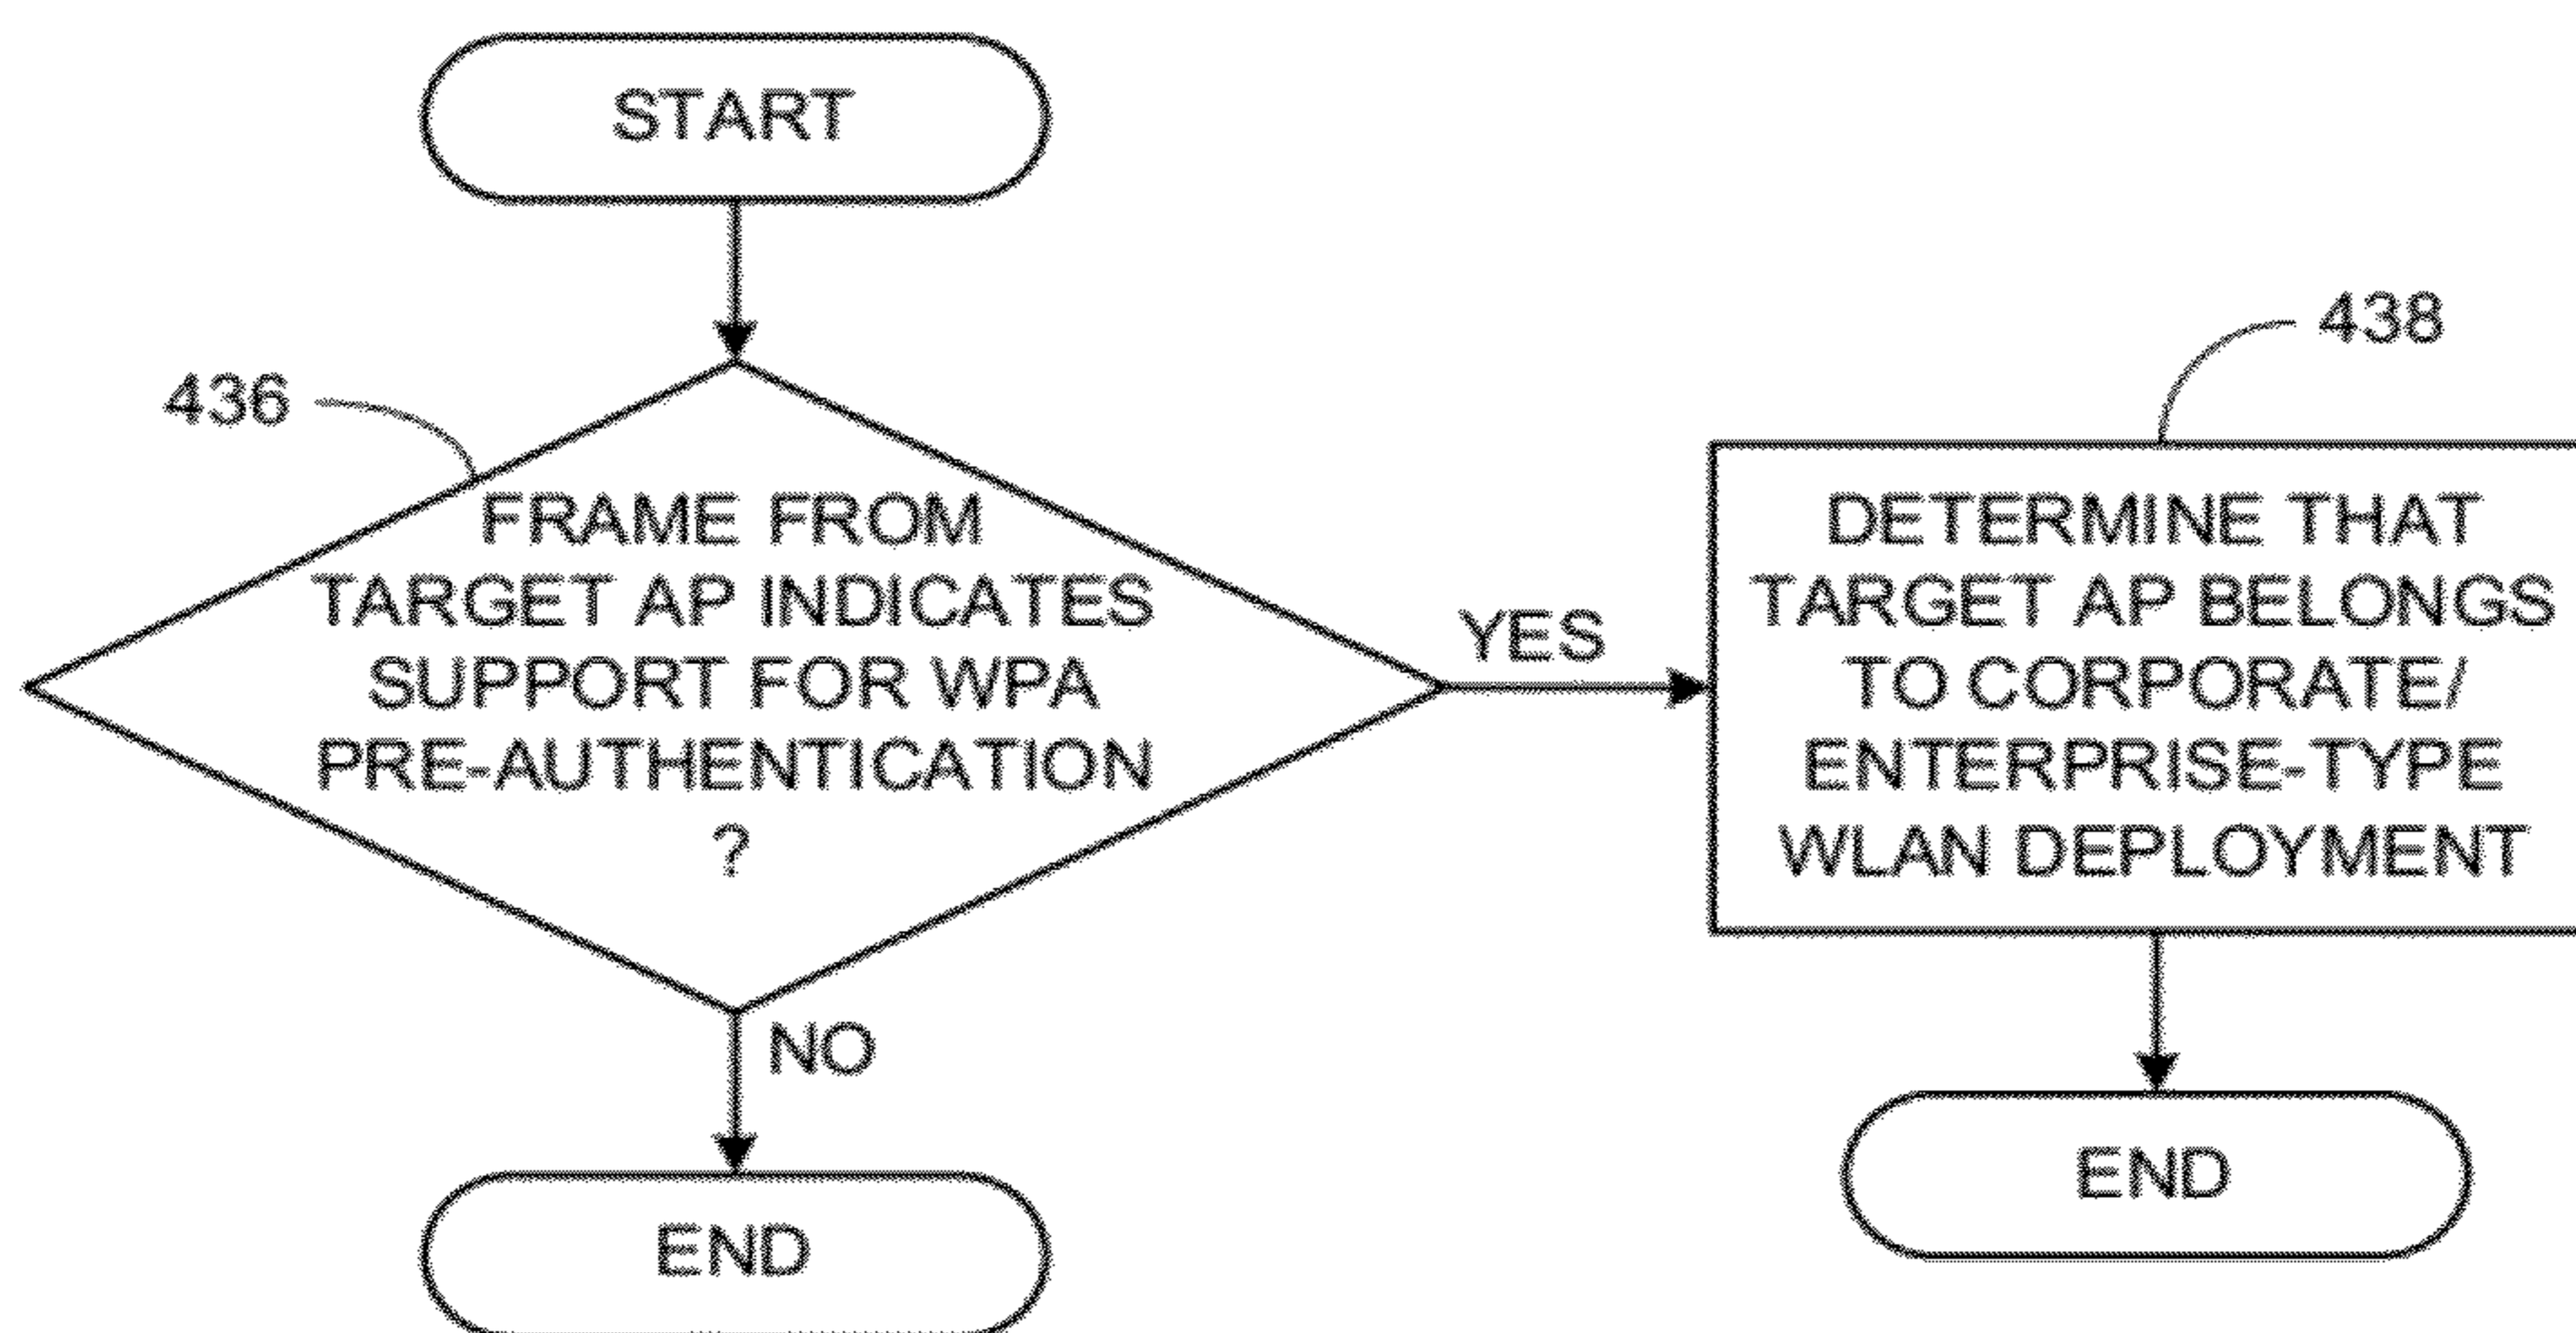 START
436
FRAME FROM
TARGET AP INDICATES
SUPPORT FOR WPA
PRE-AUTHENTICATION
?
YES
NO
END
438
DETERMINE THAT
TARGET AP BELONGS
TO CORPORATE/
ENTERPRISE-TYPE
WLAN DEPLOYMENT
END